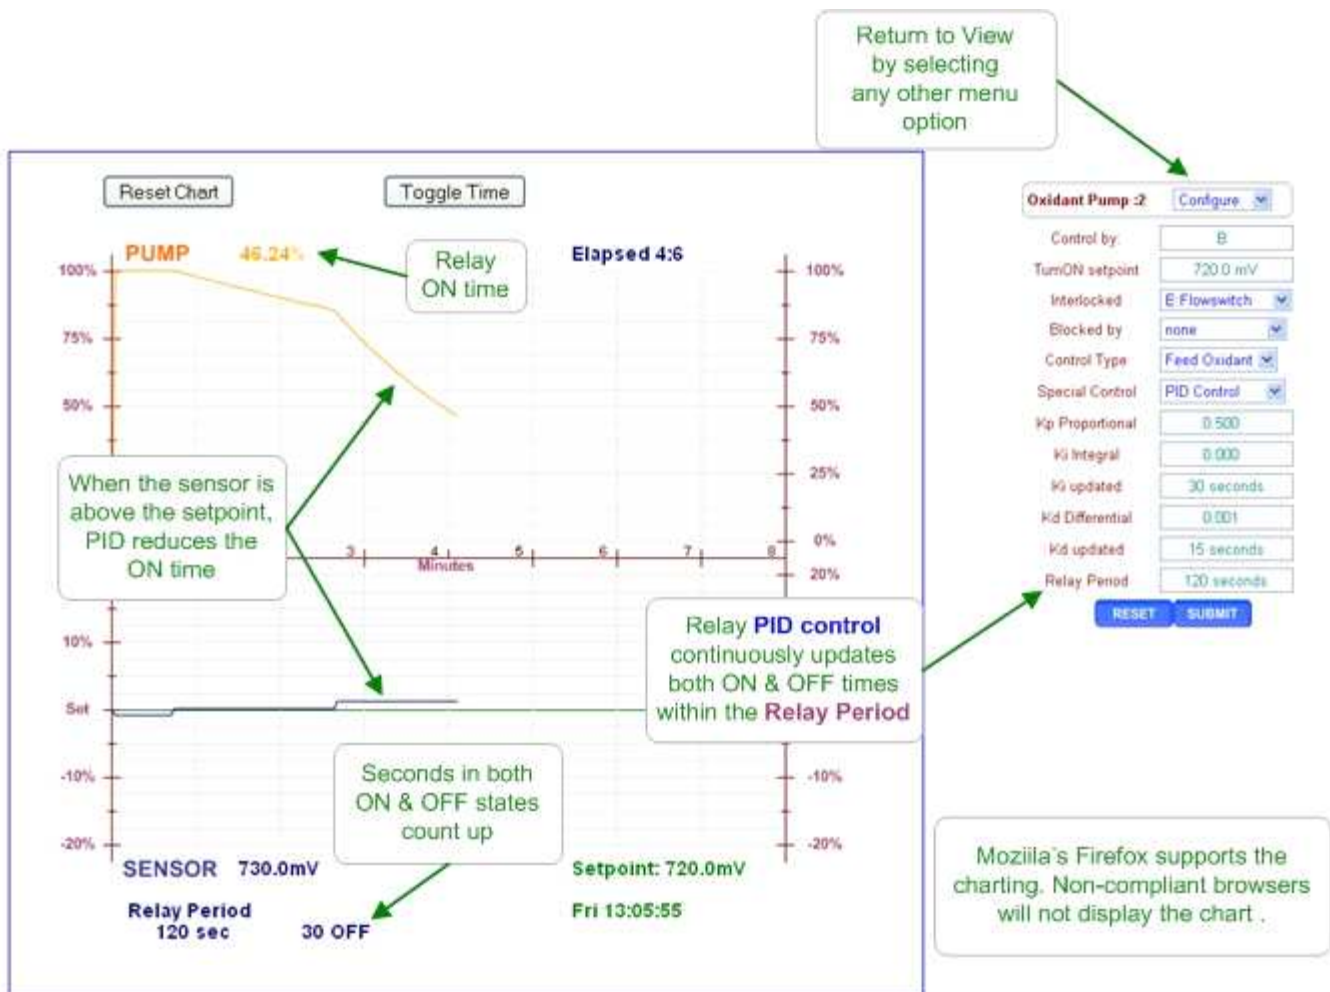 Return to View
by selecting
any other menu
option
Reset Chart
Toggle Time
Oxidant Pump :2
Configure
PUMP
46.24%
Relay
ON time
Elapsed 4:6
Control by
B
TurnON setpoint
720.0 mV
Interlocked
E Flowswitch
Blocked by
none
Control Type
Feed Oxidant
Special Control
PID Control
Kp Proportional
0.500
Ki Integral
0.000
Ki updated
30 seconds
Kd Differential
0.001
Kd updated
15 seconds
Relay Period
120 seconds
RESET
SUBMIT
100%
75%
50%
100%
75%
50%
25%
0%
20%
When the sensor is
above the setpoint,
PID reduces the
ON time
3
4
5
6
7
8
Minutes
10%
Set
-10%
-20%
-10%
-20%
Relay PID control
continuously updates
both ON & OFF times
within the Relay Period
Seconds in both
ON & OFF states
count up
SENSOR
730.0mV
Setpoint: 720.0mV
Relay Period
120 sec
30 OFF
Fri 13:05:55
Moziila's Firefox supports the
charting. Non-compliant browsers
will not display the chart .